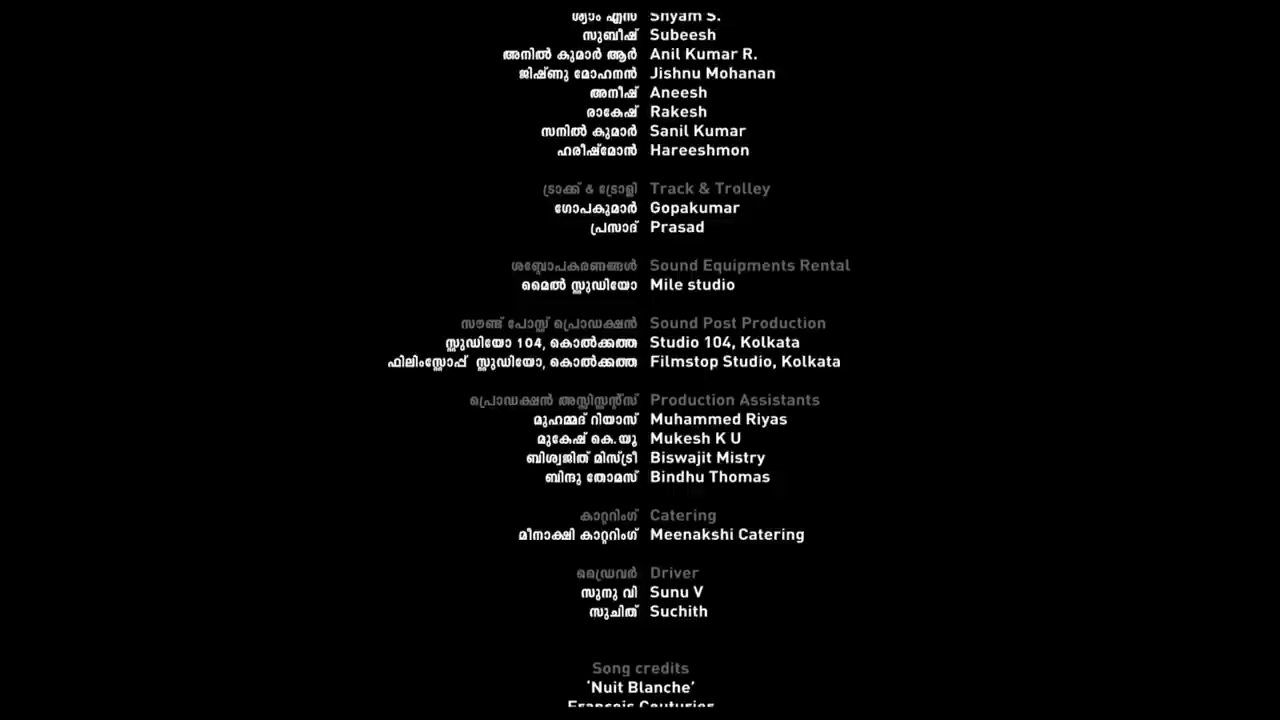 ശ്യാം എസ് Shyam S.
സുബീഷ് Subeesh
അനിൽ കുമാർ ആർ Anil Kumar R.
ജിഷ്ണു മോഹനൻ Jishnu Mohanan
അനീഷ് Aneesh
രാകേഷ് Rakesh
സനിൽ കുമാർ Sanil Kumar
ഹരീഷ്മോൻ Hareeshmon
ട്രാക്ക് & ട്രോളി Track & Trolley
ഗോപകുമാർ Gopakumar
പ്രസാദ് Prasad
ശബ്ദോപകരണങ്ങൾ Sound Equipments Rental
മൈൽ സ്റ്റുഡിയോ Mile studio
സൗണ്ട് പോസ്റ്റ് പ്രൊഡക്ഷൻ Sound Post Production
സ്റ്റുഡിയോ 104, കൊൽക്കത്ത Studio 104, Kolkata
ഫിലിംസ്റ്റോപ്പ് സ്റ്റുഡിയോ, കൊൽക്കത്ത Filmstop Studio, Kolkata
പ്രൊഡക്ഷൻ അസ്സിസ്റ്റന്റ്സ് Production Assistants
മുഹമ്മദ് റിയാസ് Muhammed Riyas
മുകേഷ് കെ.യൂ Mukesh K U
ബിശ്വജിത് മിസ്ട്രീ Biswajit Mistry
ബിന്ദു തോമസ് Bindhu Thomas
കാറ്ററിംഗ് Catering
മീനാക്ഷി കാറ്ററിംഗ് Meenakshi Catering
ഡ്രൈവർ Driver
സുനു വി Sunu V
സുചിത് Suchith
Song credits
‘Nuit Blanche’
François Couturier